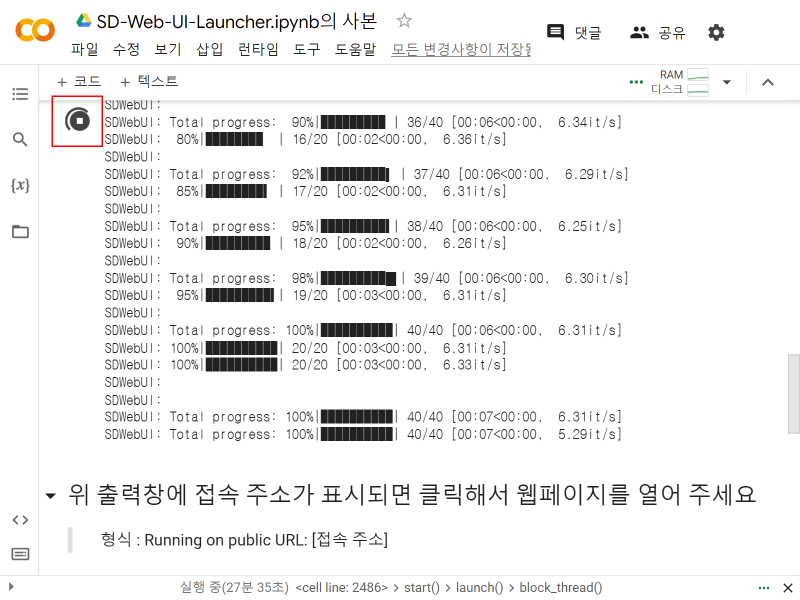 SD-Web-UI-Launcher.ipynb의 사본
파일 수정 보기 삽입 런타임 도구 도움말 모든 변경사항이 저장됨
댓글
공유
+ 코드 + 텍스트
RAM
디스크
SDWebUI:
SDWebUI: Total progress: 90%|█████████ | 36/40 [00:06<00:00, 6.34it/s]
SDWebUI: 80%|████████ | 16/20 [00:02<00:00, 6.36it/s]
SDWebUI:
SDWebUI: Total progress: 92%|█████████▎| 37/40 [00:06<00:00, 6.29it/s]
SDWebUI: 85%|████████▌ | 17/20 [00:02<00:00, 6.31it/s]
SDWebUI:
SDWebUI: Total progress: 95%|█████████▌| 38/40 [00:06<00:00, 6.25it/s]
SDWebUI: 90%|█████████ | 18/20 [00:02<00:00, 6.26it/s]
SDWebUI:
SDWebUI: Total progress: 98%|█████████▊| 39/40 [00:06<00:00, 6.30it/s]
SDWebUI: 95%|█████████▌| 19/20 [00:03<00:00, 6.31it/s]
SDWebUI:
SDWebUI: Total progress: 100%|██████████| 40/40 [00:06<00:00, 6.31it/s]
SDWebUI: 100%|██████████| 20/20 [00:03<00:00, 6.31it/s]
SDWebUI: 100%|██████████| 20/20 [00:03<00:00, 6.33it/s]
SDWebUI:
SDWebUI:
SDWebUI: Total progress: 100%|██████████| 40/40 [00:07<00:00, 6.31it/s]
SDWebUI: Total progress: 100%|██████████| 40/40 [00:07<00:00, 5.29it/s]
위 출력창에 접속 주소가 표시되면 클릭해서 웹페이지를 열어 주세요
형식 : Running on public URL: [접속 주소]
실행 중(27분 35초) <cell line: 2486> > start() > launch() > block_thread()